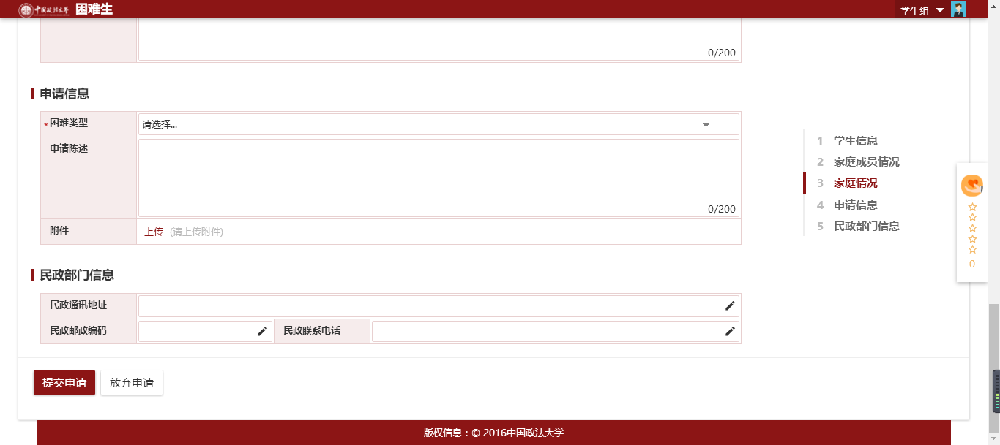 中国政法大学 困难生 学生组
0/200
申请信息
*困难类型 请选择...
申请陈述
0/200
附件 上传 (请上传附件)
民政部门信息
民政通讯地址
民政邮政编码 民政联系电话
提交申请 放弃申请
1 学生信息
2 家庭成员情况
3 家庭情况
4 申请信息
5 民政部门信息
0
版权信息：© 2016中国政法大学